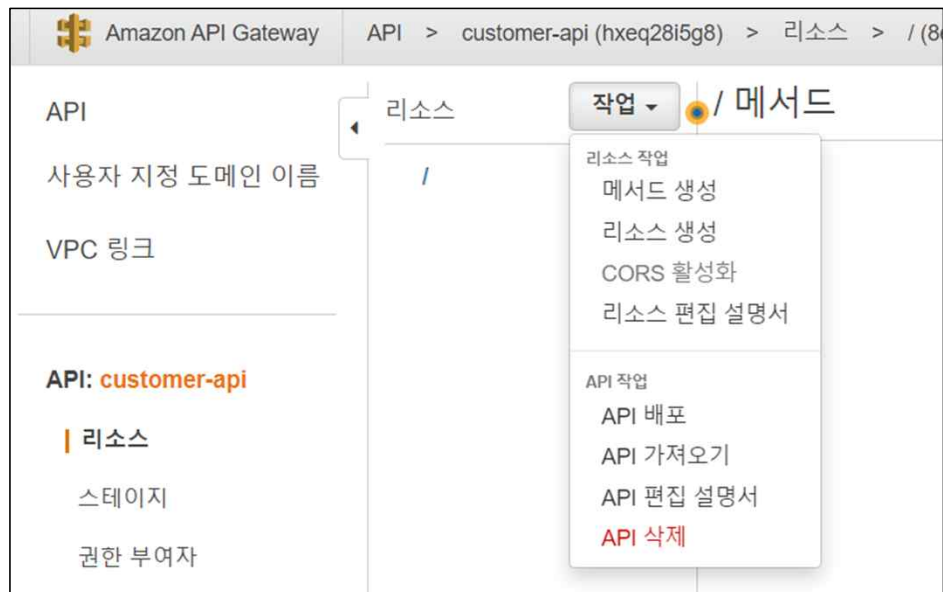 Amazon API Gateway API > customer-api (hxeq28i5g8) > 리소스 > / (8
API
사용자 지정 도메인 이름
VPC 링크
API: customer-api
리소스
스테이지
권한 부여자
리소스
작업
/ 메서드
/
리소스 작업
메서드 생성
리소스 생성
CORS 활성화
리소스 편집 설명서
API 작업
API 배포
API 가져오기
API 편집 설명서
API 삭제